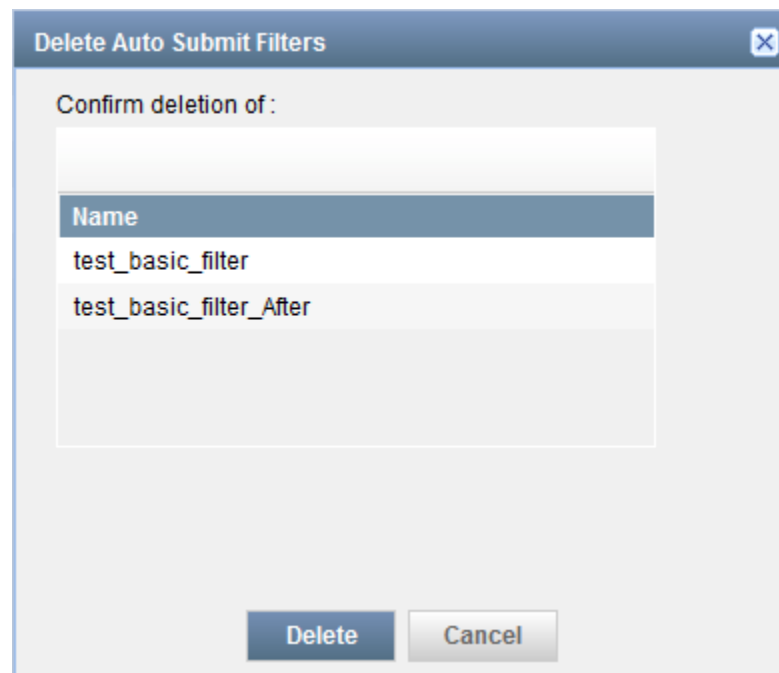 Delete Auto Submit Filters
Confirm deletion of :
Name
test_basic_filter
test_basic_filter_After
Delete
Cancel